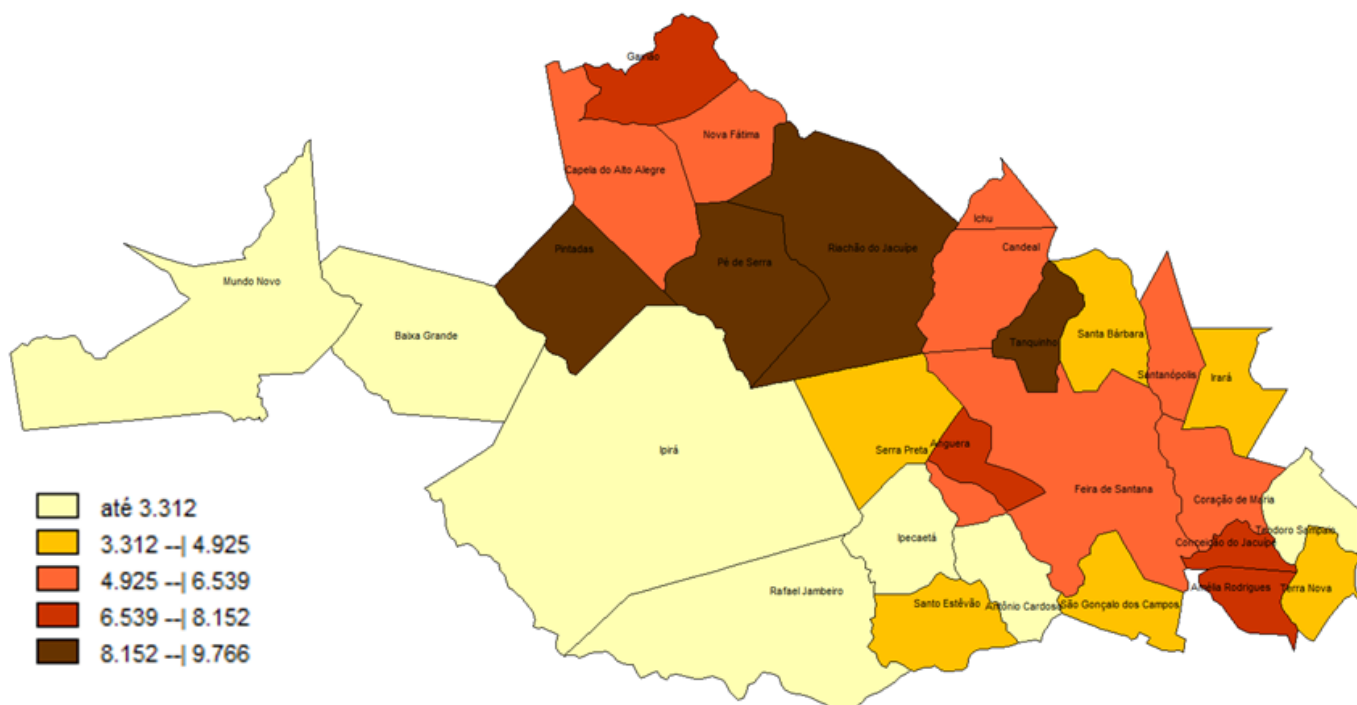 Gavião
Nova Fátima
Capela do Alto Alegre
Ichu
Pintadas
Riachão do Jacuípe
Candeal
Pé de Serra
Mundo Novo
Santa Bárbara
Baixa Grande
Tanquinho
Santanópolis
Irará
Anguera
Ipirá
Serra Preta
Feira de Santana
Coração de Maria
até 3.312
Teodoro Sampaio
Ipecaetá
Conceição do Jacuípe
3.312 --| 4.925
4.925 --| 6.539
Rafael Jambeiro
Amélia Rodrigues
Terra Nova
Santo Estêvão
Antônio Cardoso
São Gonçalo dos Campos
6.539 --| 8.152
8.152 --| 9.766